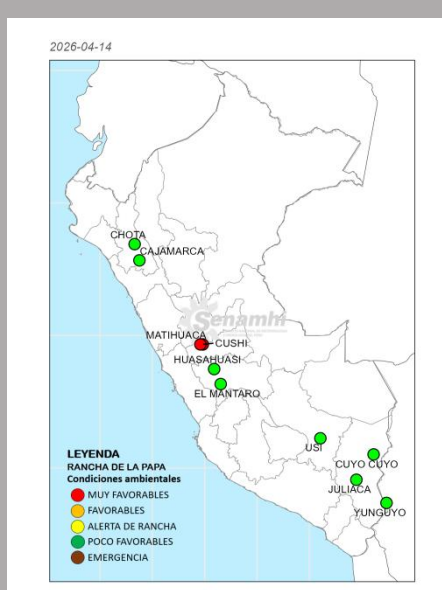 2026-04-14
CHOTA
CAJAMARCA
Senamhi
MATIHUACA
CUSHI
HUASAHUASI
EL MANTARO
USI
CUYO CUYO
JULIACA
YUNGUYO
LEYENDA
RANCHA DE LA PAPA
Condiciones ambientales
MUY FAVORABLES
FAVORABLES
ALERTA DE RANCHA
POCO FAVORABLES
EMERGENCIA